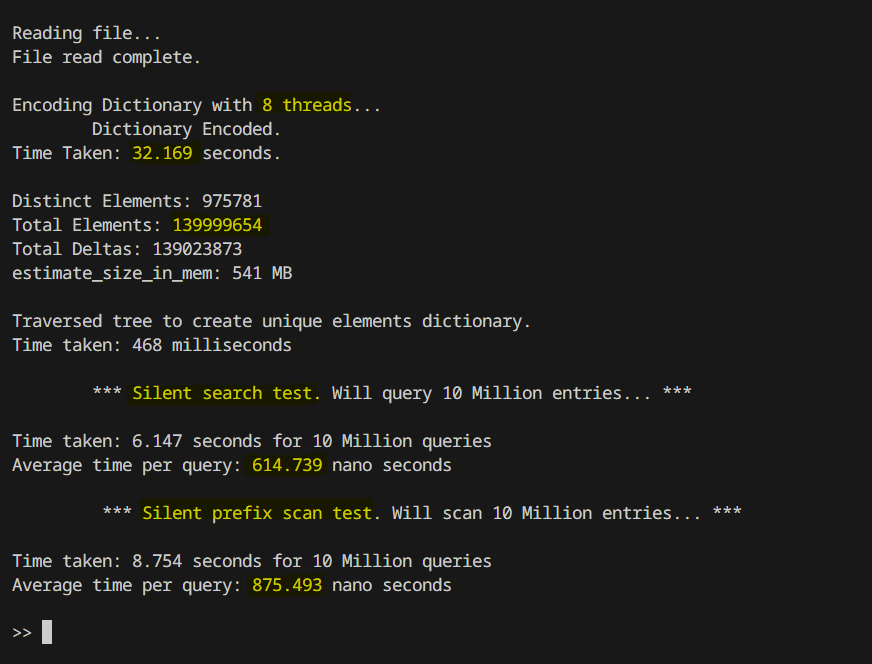 Reading file...
File read complete.
Encoding Dictionary with 8 threads...
Dictionary Encoded.
Time Taken: 32.169 seconds.
Distinct Elements: 975781
Total Elements: 139999654
Total Deltas: 139023873
estimate_size_in_mem: 541 MB
Traversed tree to create unique elements dictionary.
Time taken: 468 milliseconds
*** Silent search test. Will query 10 Million entries... ***
Time taken: 6.147 seconds for 10 Million queries
Average time per query: 614.739 nano seconds
*** Silent prefix scan test. Will scan 10 Million entries... ***
Time taken: 8.754 seconds for 10 Million queries
Average time per query: 875.493 nano seconds
>>